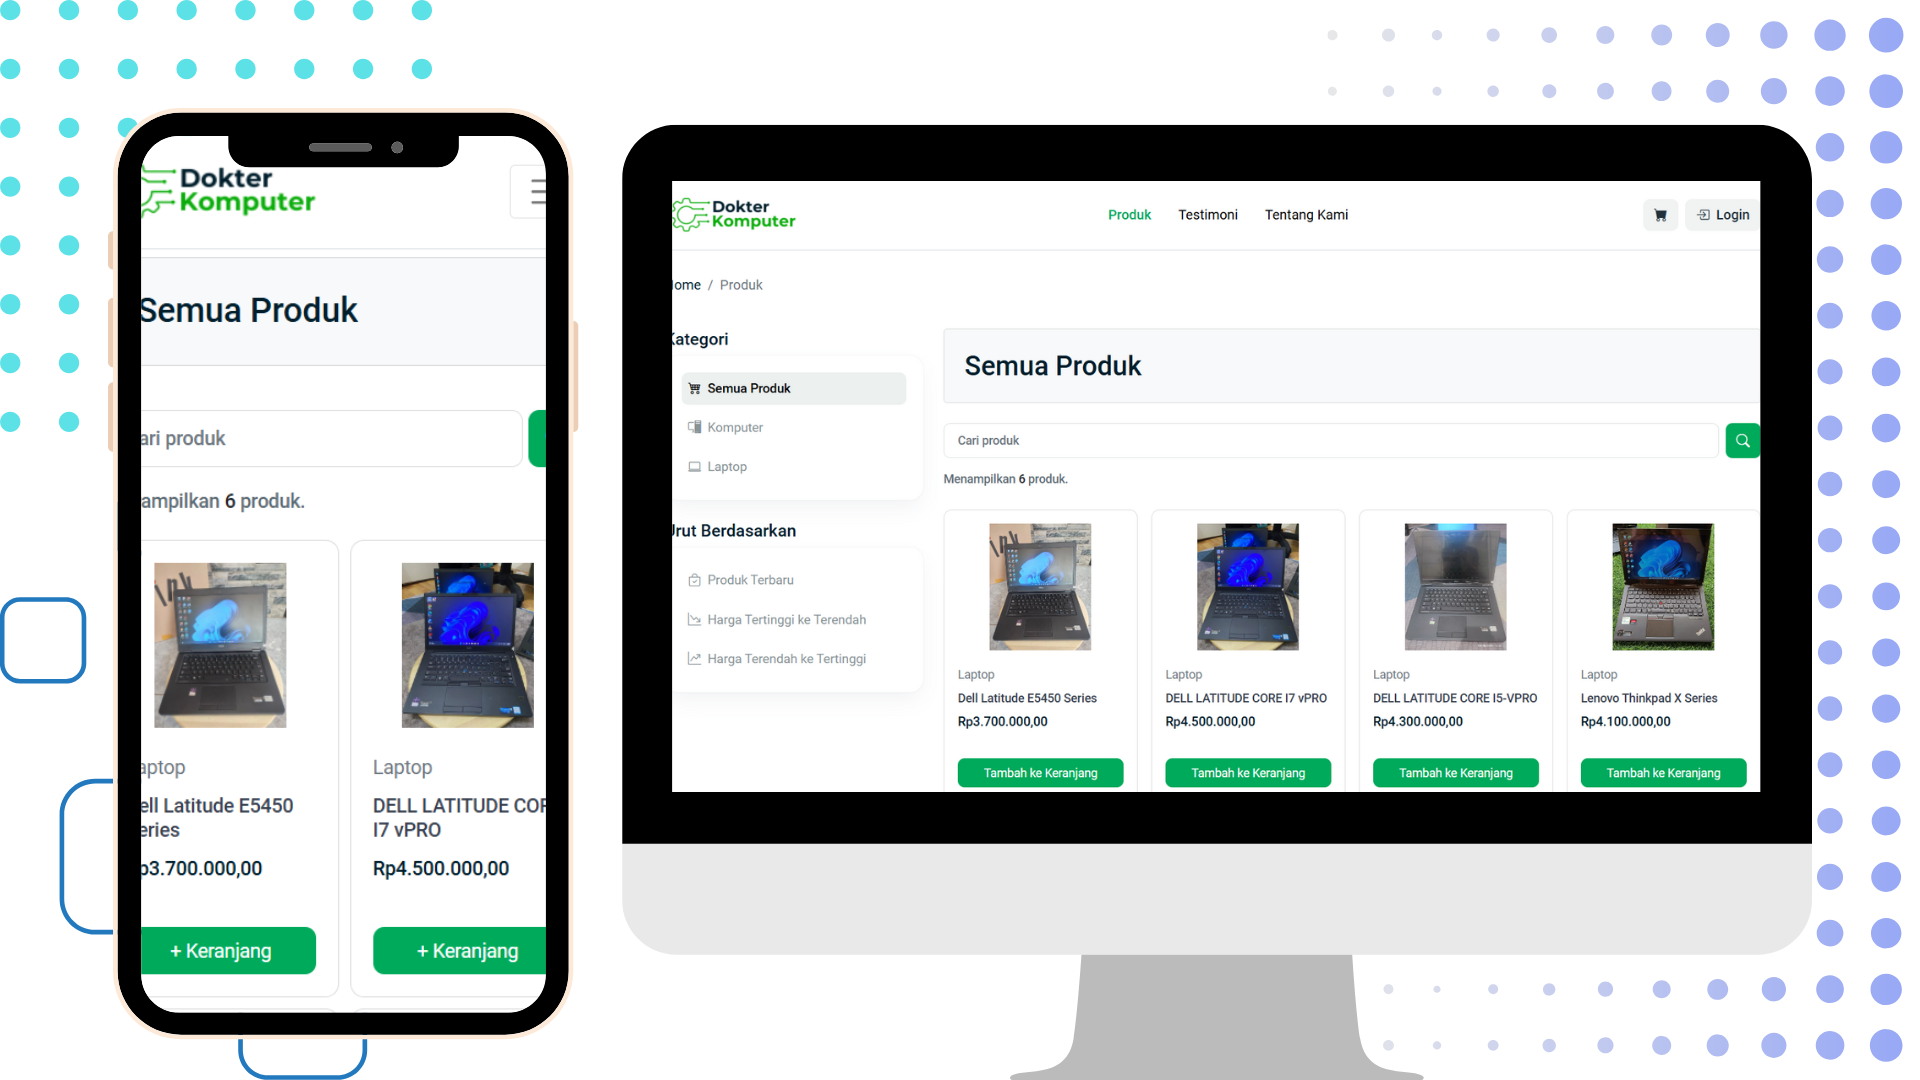 Dokter
Komputer
Semua Produk
ari produk
ampilkan 6 produk.
Laptop
DELL LATITUDE COR
I7 vPRO
Rp4.500.000,00
+ Keranjang
aptop
ell Latitude E5450
eries
p3.700.000,00
+ Keranjang
Dokter
Komputer
Produk
Testimoni
Tentang Kami
Login
ome / Produk
Kategori
Semua Produk
Komputer
Laptop
Urut Berdasarkan
Produk Terbaru
Harga Tertinggi ke Terendah
Harga Terendah ke Tertinggi
Semua Produk
Cari produk
Menampilkan 6 produk.
Laptop
Dell Latitude E5450 Series
Rp3.700.000,00
Tambah ke Keranjang
Laptop
DELL LATITUDE CORE I7 vPRO
Rp4.500.000,00
Tambah ke Keranjang
Laptop
DELL LATITUDE CORE I5-VPRO
Rp4.300.000,00
Tambah ke Keranjang
Laptop
Lenovo Thinkpad X Series
Rp4.100.000,00
Tambah ke Keranjang